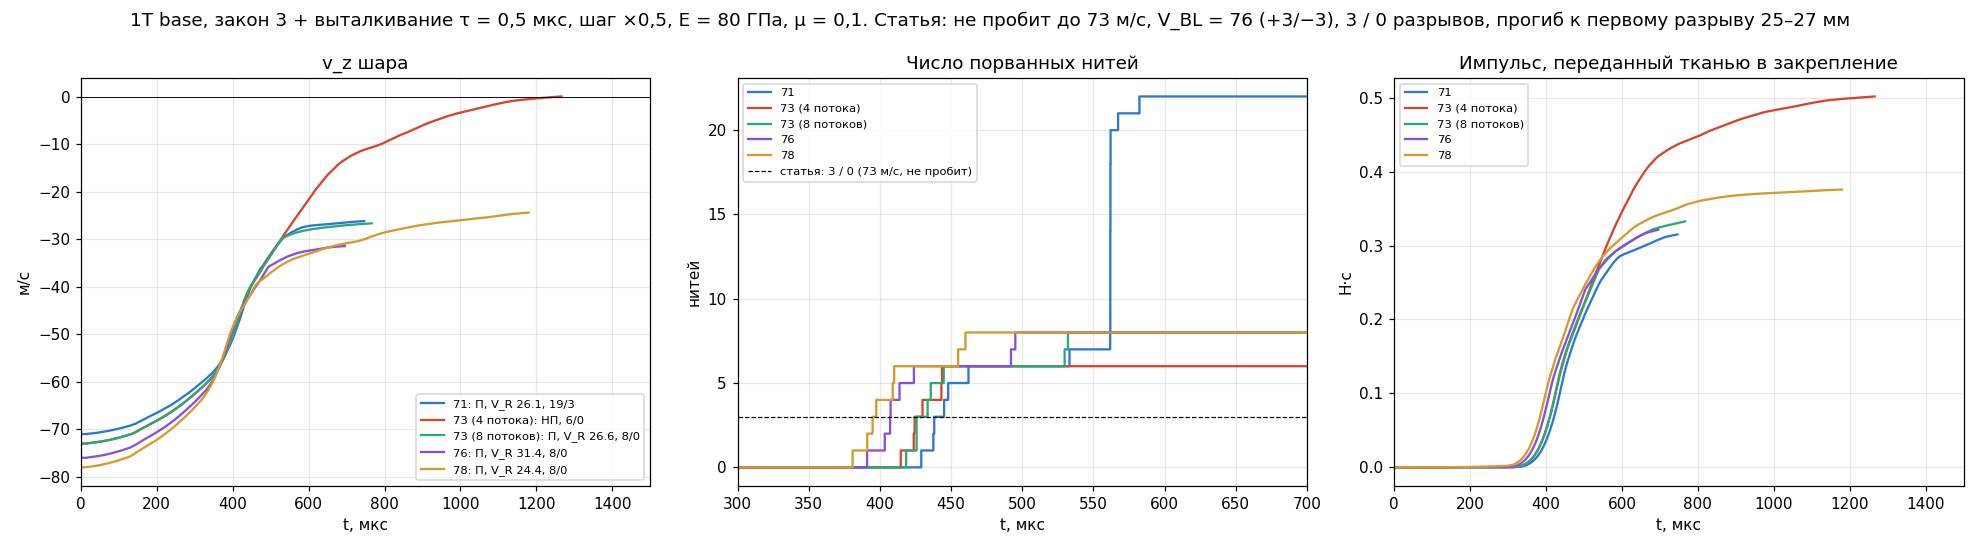 1T base, закон 3 + выталкивание τ = 0,5 мкс, шаг ×0,5, E = 80 ГПа, μ = 0,1. Статья: не пробит до 73 м/с, V_BL = 76 (+3/−3), 3 / 0 разрывов, прогиб к первому разрыву 25–27 мм
v_z шара
м/с
0
−10
−20
−30
−40
−50
−60
−70
−80
71: П, V_R 26.1, 19/3
73 (4 потока): НП, 6/0
73 (8 потоков): П, V_R 26.6, 8/0
76: П, V_R 31.4, 8/0
78: П, V_R 24.4, 8/0
0 200 400 600 800 1000 1200 1400
t, мкс
Число порванных нитей
нитей
20
15
10
5
0
71
73 (4 потока)
73 (8 потоков)
76
78
статья: 3 / 0 (73 м/с, не пробит)
300 350 400 450 500 550 600 650 700
t, мкс
Импульс, переданный тканью в закрепление
Н·с
0.5
0.4
0.3
0.2
0.1
0.0
71
73 (4 потока)
73 (8 потоков)
76
78
0 200 400 600 800 1000 1200 1400
t, мкс